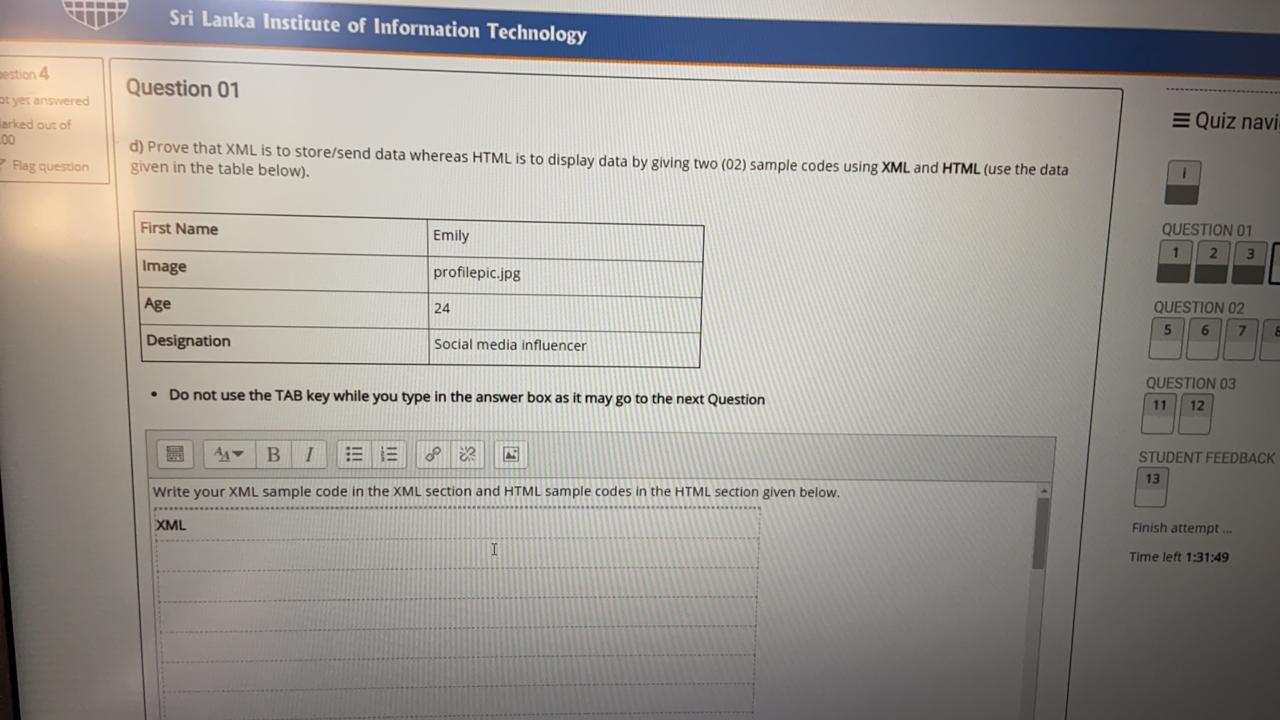 Sri Lanka Institute of Information Technology
estion 4
ot yet answered
arked out of
.00
Flag question
Question 01
d) Prove that XML is to store/send data whereas HTML is to display data by giving two (02) sample codes using XML and HTML (use the data
given in the table below).
First Name
Emily
Image
profilepic.jpg
Age
24
Designation
Social media influencer
• Do not use the TAB key while you type in the answer box as it may go to the next Question
B I
Write your XML sample code in the XML section and HTML sample codes in the HTML section given below.
XML
Quiz navi
i
QUESTION 01
1 2 3
QUESTION 02
5 6 7 8
QUESTION 03
11 12
STUDENT FEEDBACK
13
Finish attempt ...
Time left 1:31:49